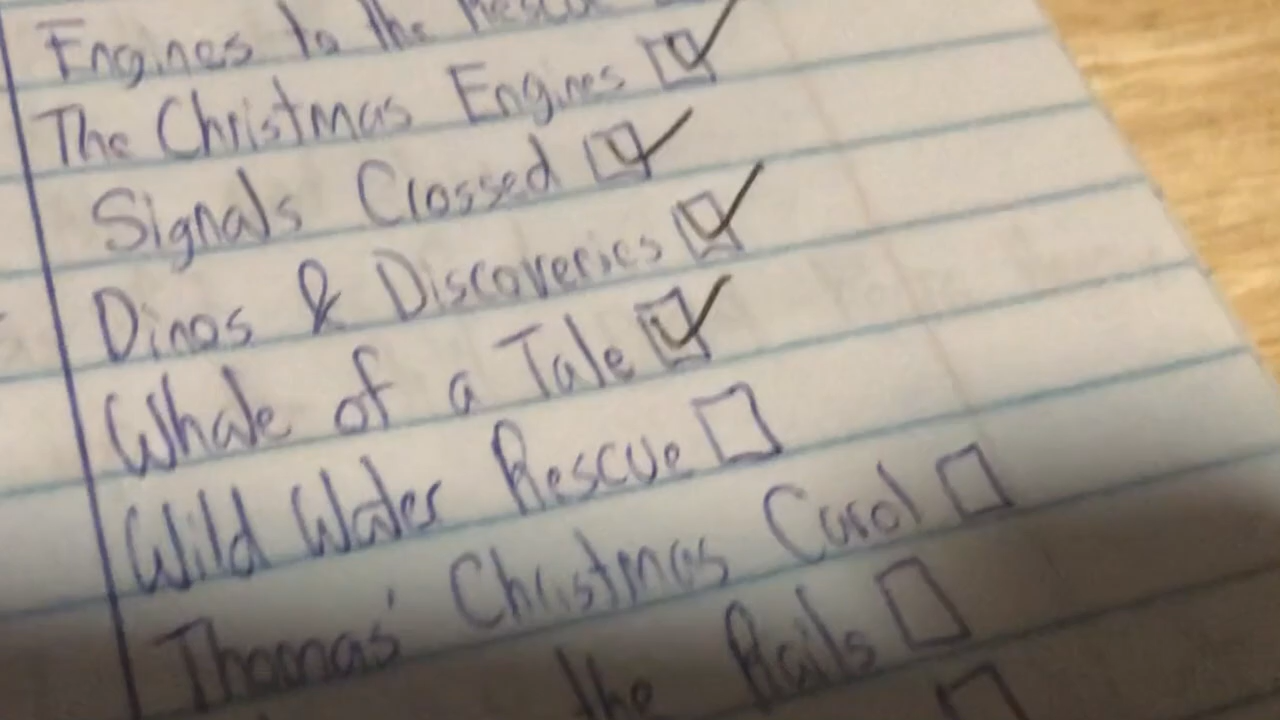 Engines to the Rescue
The Christmas Engines
Signals Crossed
Dinos & Discoveries
Whale of a Tale
Wild Water Rescue
Thomas' Christmas Carol
the Rails